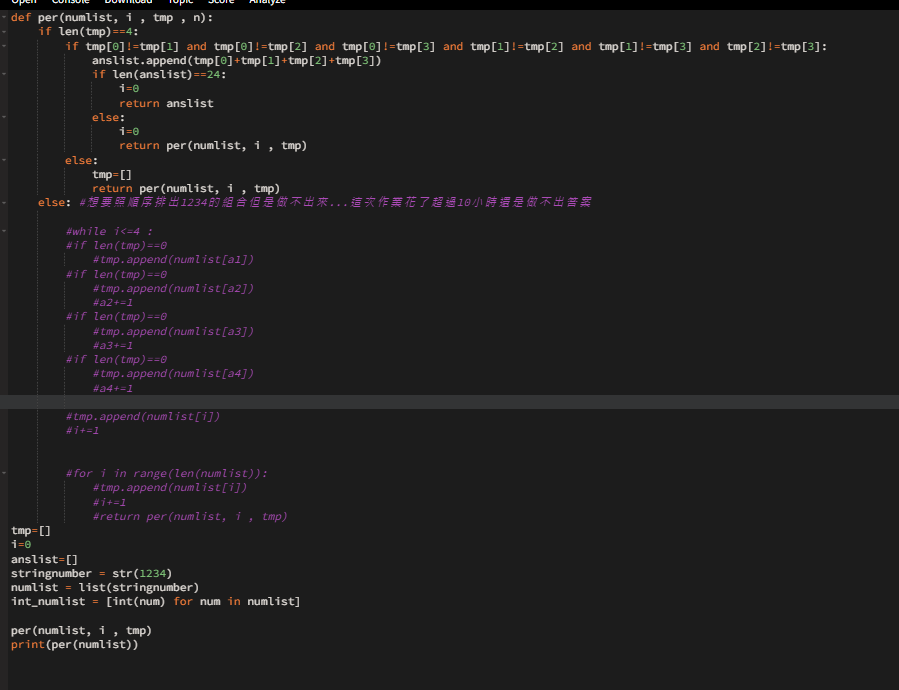 Open Console Download Topic Score Analyze
def per(numlist, i , tmp , n):
if len(tmp)==4:
if tmp[0]!=tmp[1] and tmp[0]!=tmp[2] and tmp[0]!=tmp[3] and tmp[1]!=tmp[2] and tmp[1]!=tmp[3] and tmp[2]!=tmp[3]:
anslist.append(tmp[0]+tmp[1]+tmp[2]+tmp[3])
if len(anslist)==24:
i=0
return anslist
else:
i=0
return per(numlist, i , tmp)
else:
tmp=[]
return per(numlist, i , tmp)
else: #想要照順序排出1234的組合但是做不出來...這次作業花了超過10小時還是做不出答案
#while i<=4 :
#if len(tmp)==0
#tmp.append(numlist[a1])
#if len(tmp)==0
#tmp.append(numlist[a2])
#a2+=1
#if len(tmp)==0
#tmp.append(numlist[a3])
#a3+=1
#if len(tmp)==0
#tmp.append(numlist[a4])
#a4+=1
#tmp.append(numlist[i])
#i+=1
#for i in range(len(numlist)):
#tmp.append(numlist[i])
#i+=1
#return per(numlist, i , tmp)
tmp=[]
i=0
anslist=[]
stringnumber = str(1234)
numlist = list(stringnumber)
int_numlist = [int(num) for num in numlist]
per(numlist, i , tmp)
print(per(numlist))